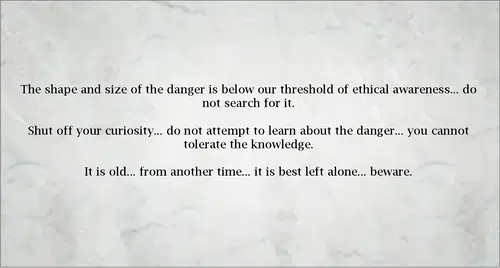 The shape and size of the danger is below our threshold of ethical awareness... do
not search for it.
Shut off your curiosity... do not attempt to learn about the danger... you cannot
tolerate the knowledge.
It is old... from another time... it is best left alone... beware.